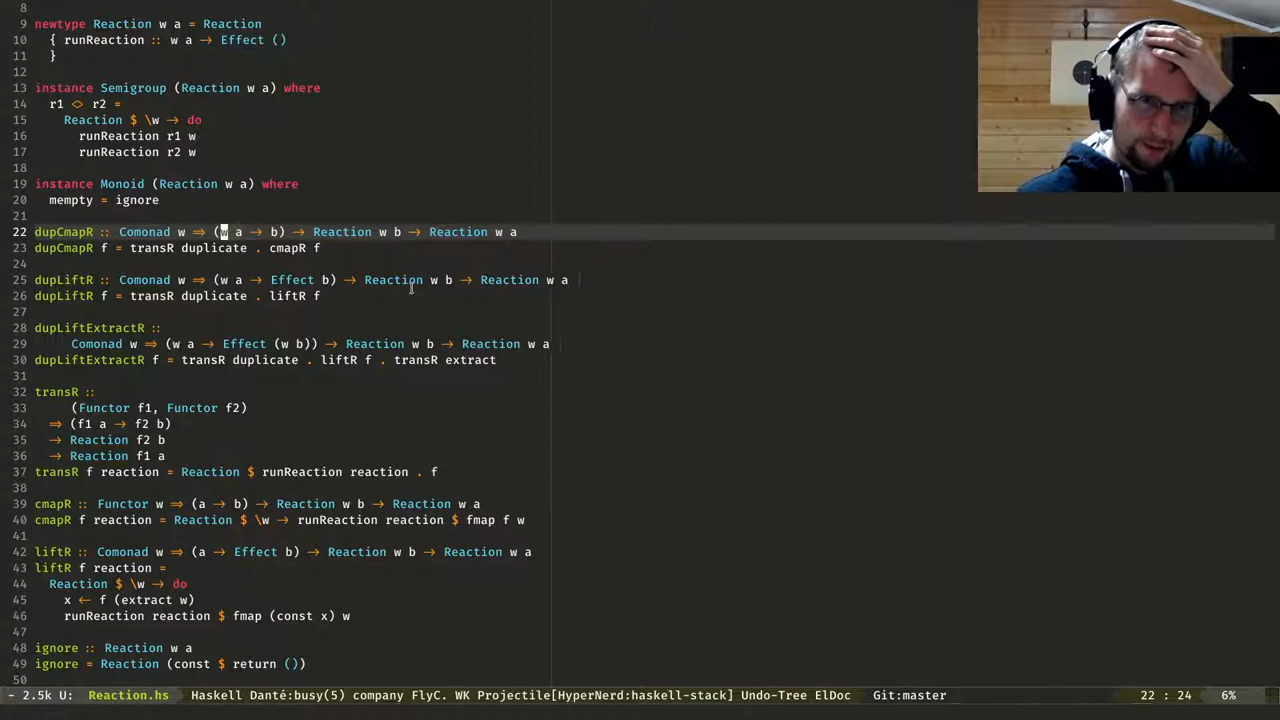 8
9 newtype Reaction w a = Reaction
10 { runReaction :: w a → Effect ()
11 }
12
13 instance Semigroup (Reaction w a) where
14 r1 <> r2 =
15 Reaction $ \w → do
16 runReaction r1 w
17 runReaction r2 w
18
19 instance Monoid (Reaction w a) where
20 mempty = ignore
21
22 dupCmapR :: Comonad w ⇒ (w a → b) → Reaction w b → Reaction w a
23 dupCmapR f = transR duplicate . cmapR f
24
25 dupLiftR :: Comonad w ⇒ (w a → Effect b) → Reaction w b → Reaction w a
26 dupLiftR f = transR duplicate . liftR f
27
28 dupLiftExtractR ::
29 Comonad w ⇒ (w a → Effect (w b)) → Reaction w b → Reaction w a
30 dupLiftExtractR f = transR duplicate . liftR f . transR extract
31
32 transR ::
33 (Functor f1, Functor f2)
34 ⇒ (f1 a → f2 b)
35 → Reaction f2 b
36 → Reaction f1 a
37 transR f reaction = Reaction $ runReaction reaction . f
38
39 cmapR :: Functor w ⇒ (a → b) → Reaction w b → Reaction w a
40 cmapR f reaction = Reaction $ \w → runReaction reaction $ fmap f w
41
42 liftR :: Comonad w ⇒ (a → Effect b) → Reaction w b → Reaction w a
43 liftR f reaction =
44 Reaction $ \w → do
45 x ← f (extract w)
46 runReaction reaction $ fmap (const x) w
47
48 ignore :: Reaction w a
49 ignore = Reaction (const $ return ())
50
- 2.5k U: Reaction.hs Haskell Danté:busy(5) company FlyC. WK Projectile[HyperNerd:haskell-stack] Undo-Tree ElDoc Git:master 22 : 24 6%